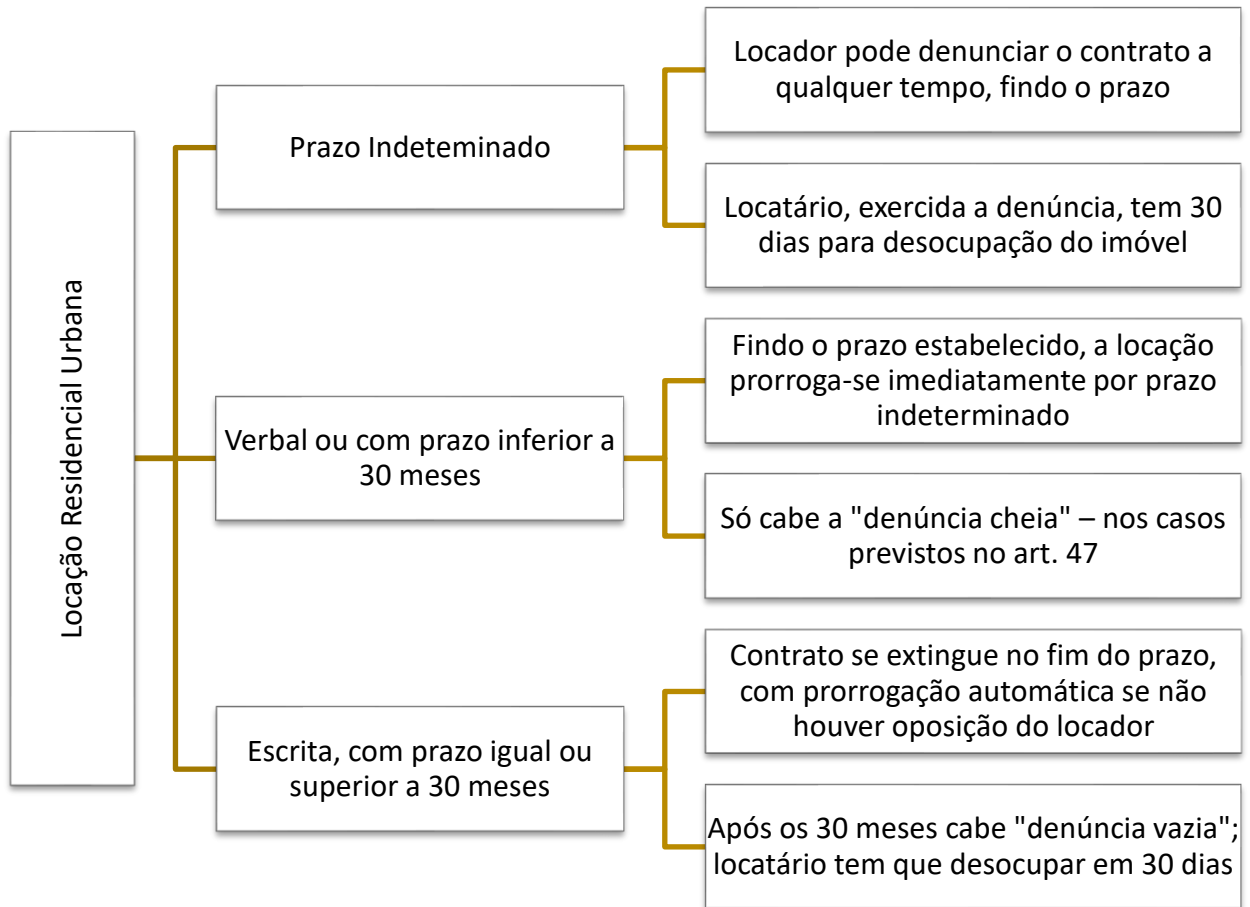 Locação Residencial Urbana
Prazo Indeteminado
Locador pode denunciar o contrato a
qualquer tempo, findo o prazo
Locatário, exercida a denúncia, tem 30
dias para desocupação do imóvel
Verbal ou com prazo inferior a
30 meses
Findo o prazo estabelecido, a locação
prorroga-se imediatamente por prazo
indeterminado
Só cabe a "denúncia cheia" – nos casos
previstos no art. 47
Escrita, com prazo igual ou
superior a 30 meses
Contrato se extingue no fim do prazo,
com prorrogação automática se não
houver oposição do locador
Após os 30 meses cabe "denúncia vazia";
locatário tem que desocupar em 30 dias